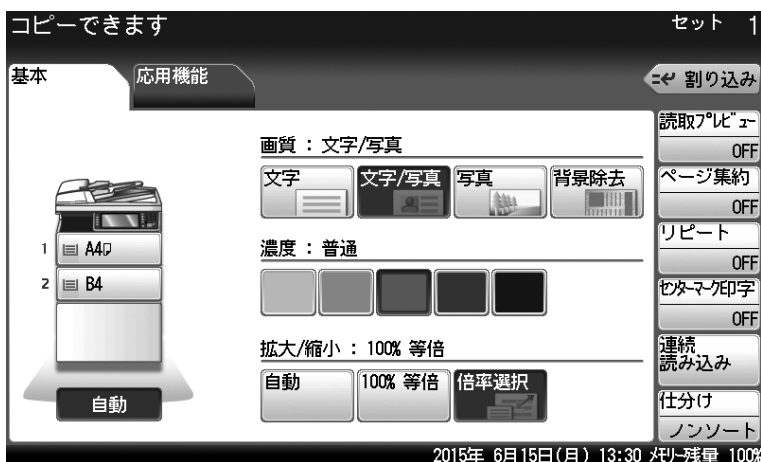 コピーできます
セット 1
基本
応用機能
割り込み
画質 : 文字/写真
文字
文字/写真
写真
背景除去
濃度 : 普通
拡大/縮小 : 100% 等倍
自動
100% 等倍
倍率選択
1 A4
2 B4
自動
読取プレビュー
OFF
ページ集約
OFF
リピート
OFF
センターマーク印字
OFF
連続
読み込み
仕分け
ノンソート
2015年 6月15日(月) 13:30 メモリー残量 100%